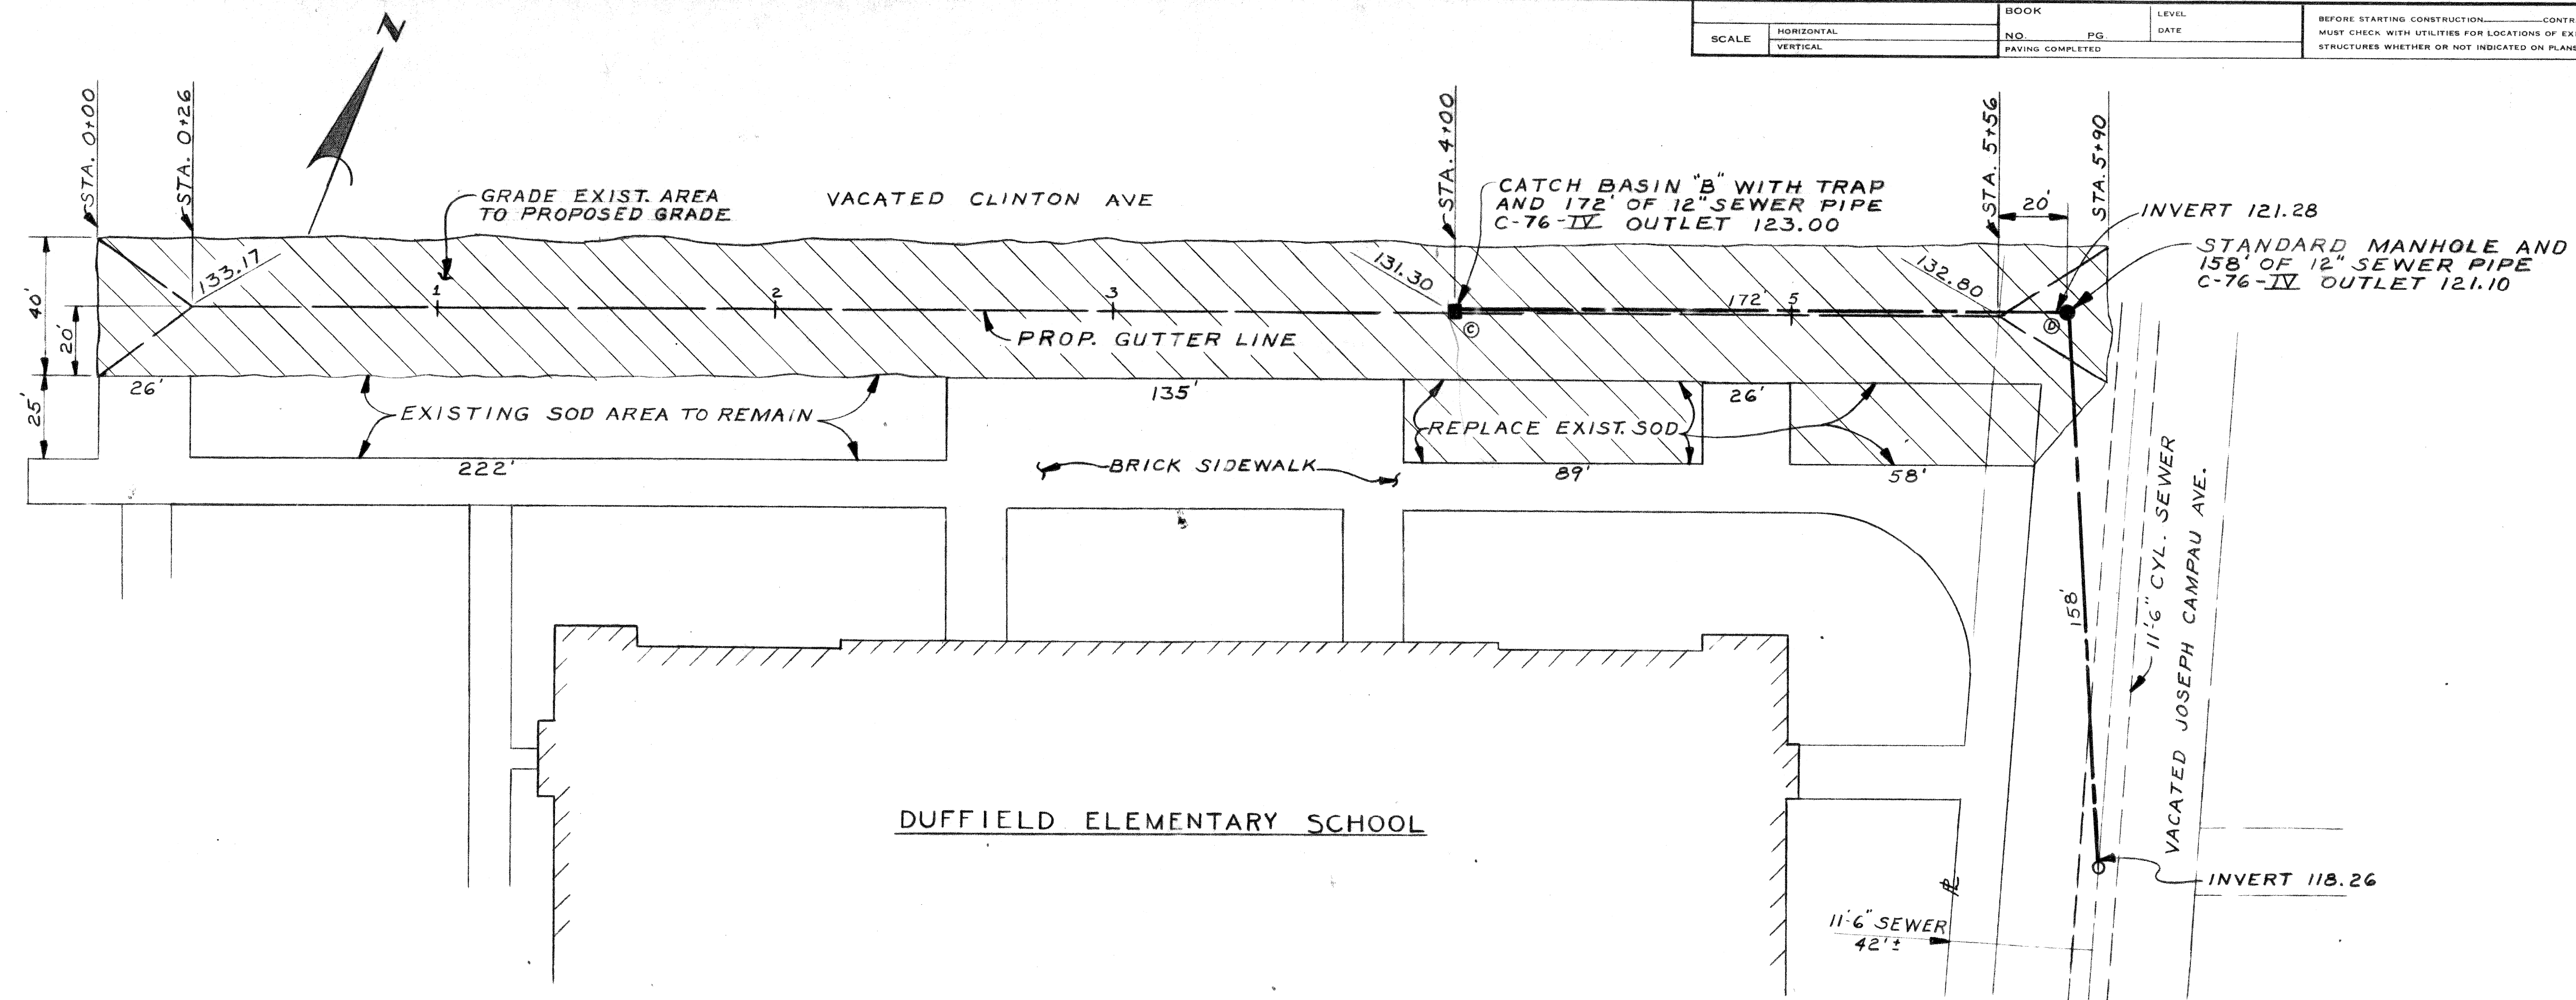 BOOK
LEVEL
BEFORE STARTING CONSTRUCTION
CONTR
SCALE
HORIZONTAL
NO.
PG.
DATE
MUST CHECK WITH UTILITIES FOR LOCATIONS OF EX
VERTICAL
PAVING COMPLETED
STRUCTURES WHETHER OR NOT INDICATED ON PLANS
N
STA. 0+00
STA. 0+26
STA. 4+00
STA. 5+56
STA. 5+90
GRADE EXIST. AREA
TO PROPOSED GRADE
VACATED CLINTON AVE
CATCH BASIN "B" WITH TRAP
AND 172' OF 12" SEWER PIPE
C-76-IV OUTLET 123.00
20'
INVERT 121.28
STANDARD MANHOLE AND
158' OF 12" SEWER PIPE
C-76-IV OUTLET 121.10
40'
20'
25'
133.17
131.30
132.80
1
2
3
172'
5
C
D
PROP. GUTTER LINE
26'
135'
26'
EXISTING SOD AREA TO REMAIN
REPLACE EXIST. SOD
222'
BRICK SIDEWALK
89'
58'
158'
11'-6" CYL. SEWER
VACATED JOSEPH CAMPAU AVE.
DUFFIELD ELEMENTARY SCHOOL
INVERT 118.26
PL
11'-6" SEWER
42'±